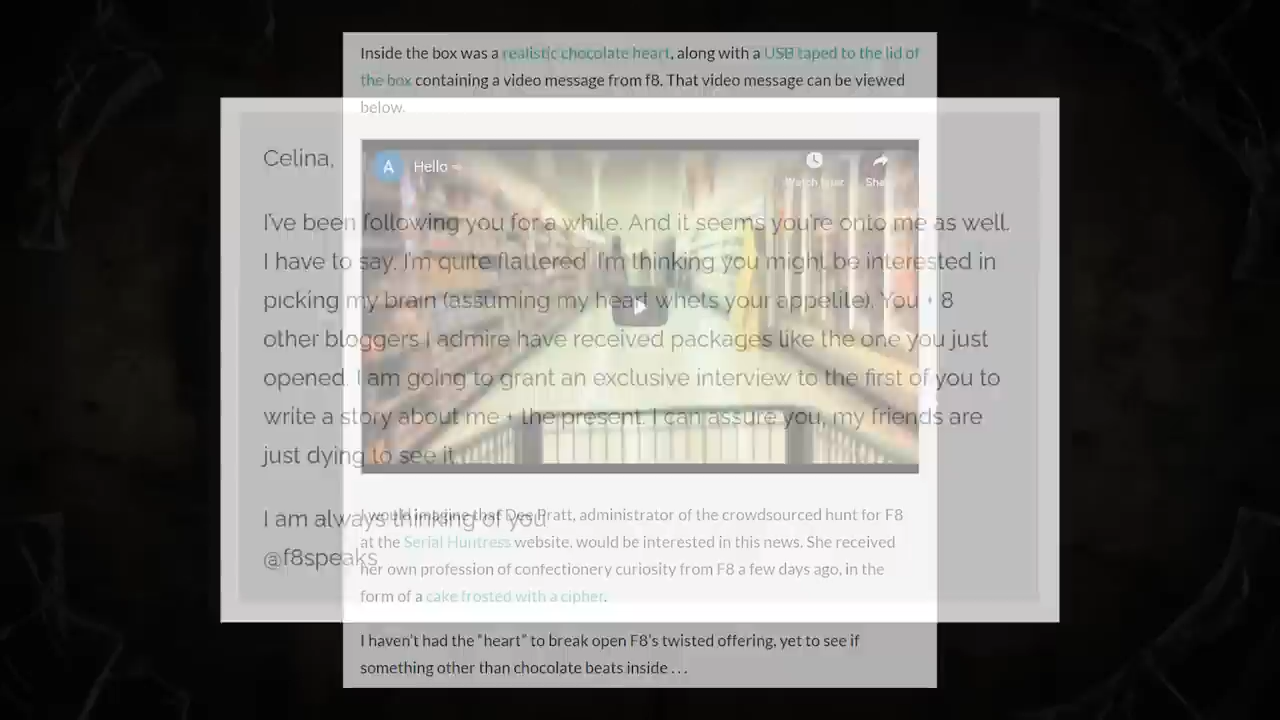 Inside the box was a realistic chocolate heart, along with a USB taped to the lid of
the box containing a video message from f8. That video message can be viewed
below.
Celina,
I've been following you for a while. And it seems you're onto me as well.
I have to say, I'm quite flattered. I'm thinking you might be interested in
picking my brain (assuming my heart whets your appetite). You + 8
other bloggers I admire have received packages like the one you just
opened. I am going to grant an exclusive interview to the first of you to
write a story about me + the present. I can assure you, my friends are
just dying to see it.
I am always thinking of you
@f8speaks
A
Hello
Watch later
I would imagine that Dee Pratt, administrator of the crowdsourced hunt for F8
at the Serial Huntress website, would be interested in this news. She received
her own profession of confectionery curiosity from F8 a few days ago, in the
form of a cake frosted with a cipher.
I haven't had the "heart" to break open F8's twisted offering, yet to see if
something other than chocolate beats inside . . .